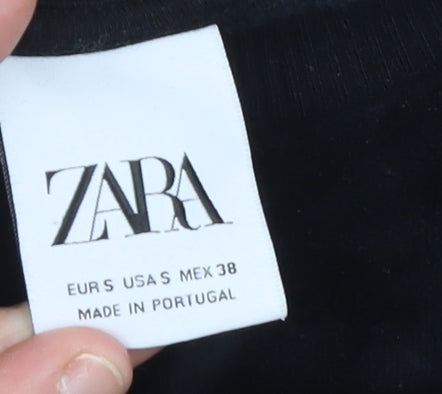 ZARA
EUR S USA S MEX 38
MADE IN PORTUGAL